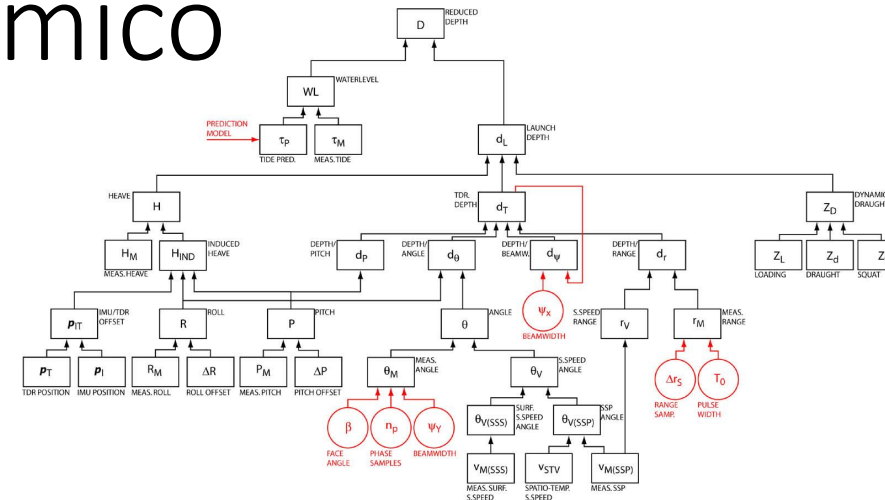 mico
D
REDUCED
DEPTH
WL
WATERLEVEL
PREDICTION
MODEL
τP
τM
TIDE PRED.
MEAS. TIDE
dL
LAUNCH
DEPTH
HEAVE
H
TDR.
DEPTH
dT
ZD
DYNAMIC
DRAUGHT
HM
HIND
INDUCED
HEAVE
MEAS. HEAVE
DEPTH/
PITCH
dP
DEPTH/
ANGLE
dθ
DEPTH/
BEAMW.
dψ
DEPTH/
RANGE
dr
ZL
Zd
Z
LOADING
DRAUGHT
SQUAT
pIT
IMU/TDR
OFFSET
R
ROLL
P
PITCH
θ
ANGLE
ψx
BEAMWIDTH
S.SPEED
RANGE
rV
rM
MEAS.
RANGE
pT
pI
RM
ΔR
PM
ΔP
TDR POSITION
IMU POSITION
MEAS. ROLL
ROLL OFFSET
MEAS. PITCH
PITCH OFFSET
θM
MEAS.
ANGLE
θV
S.SPEED
ANGLE
ΔrS
T0
RANGE
SAMP.
PULSE
WIDTH
β
np
ψY
FACE
ANGLE
PHASE
SAMPLES
BEAMWIDTH
θV(SSS)
SURF.
S.SPEED
ANGLE
θV(SSP)
SSP
ANGLE
vM(SSS)
vSTV
vM(SSP)
MEAS. SURF.
S.SPEED
SPATIO-TEMP.
S.SPEED
MEAS. SSP